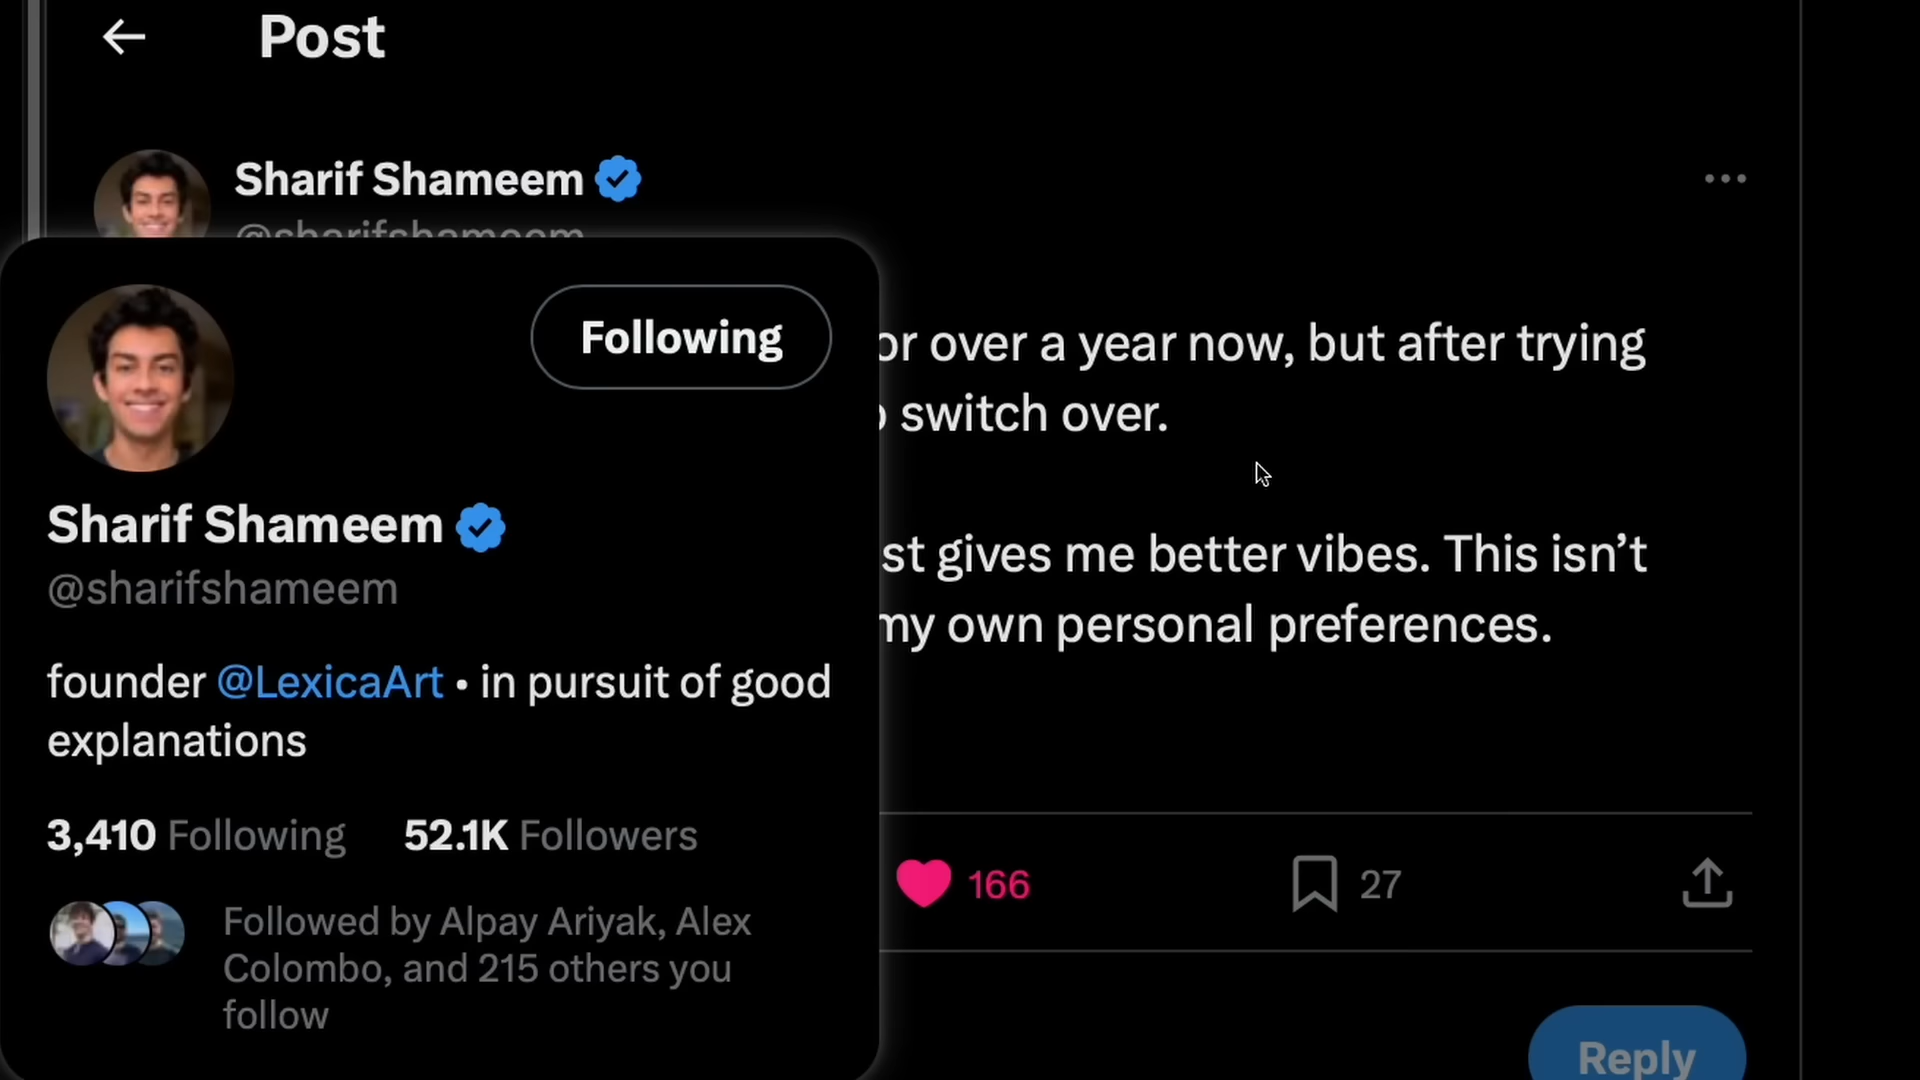 Post
Sharif Shameem
@sharifshameem
Following
Sharif Shameem
@sharifshameem
founder @LexicaArt • in pursuit of good
explanations
3,410 Following 52.1K Followers
Followed by Alpay Ariyak, Alex
Colombo, and 215 others you
follow
or over a year now, but after trying
switch over.
gives me better vibes. This isn’t
my own personal preferences.
166
27
Reply